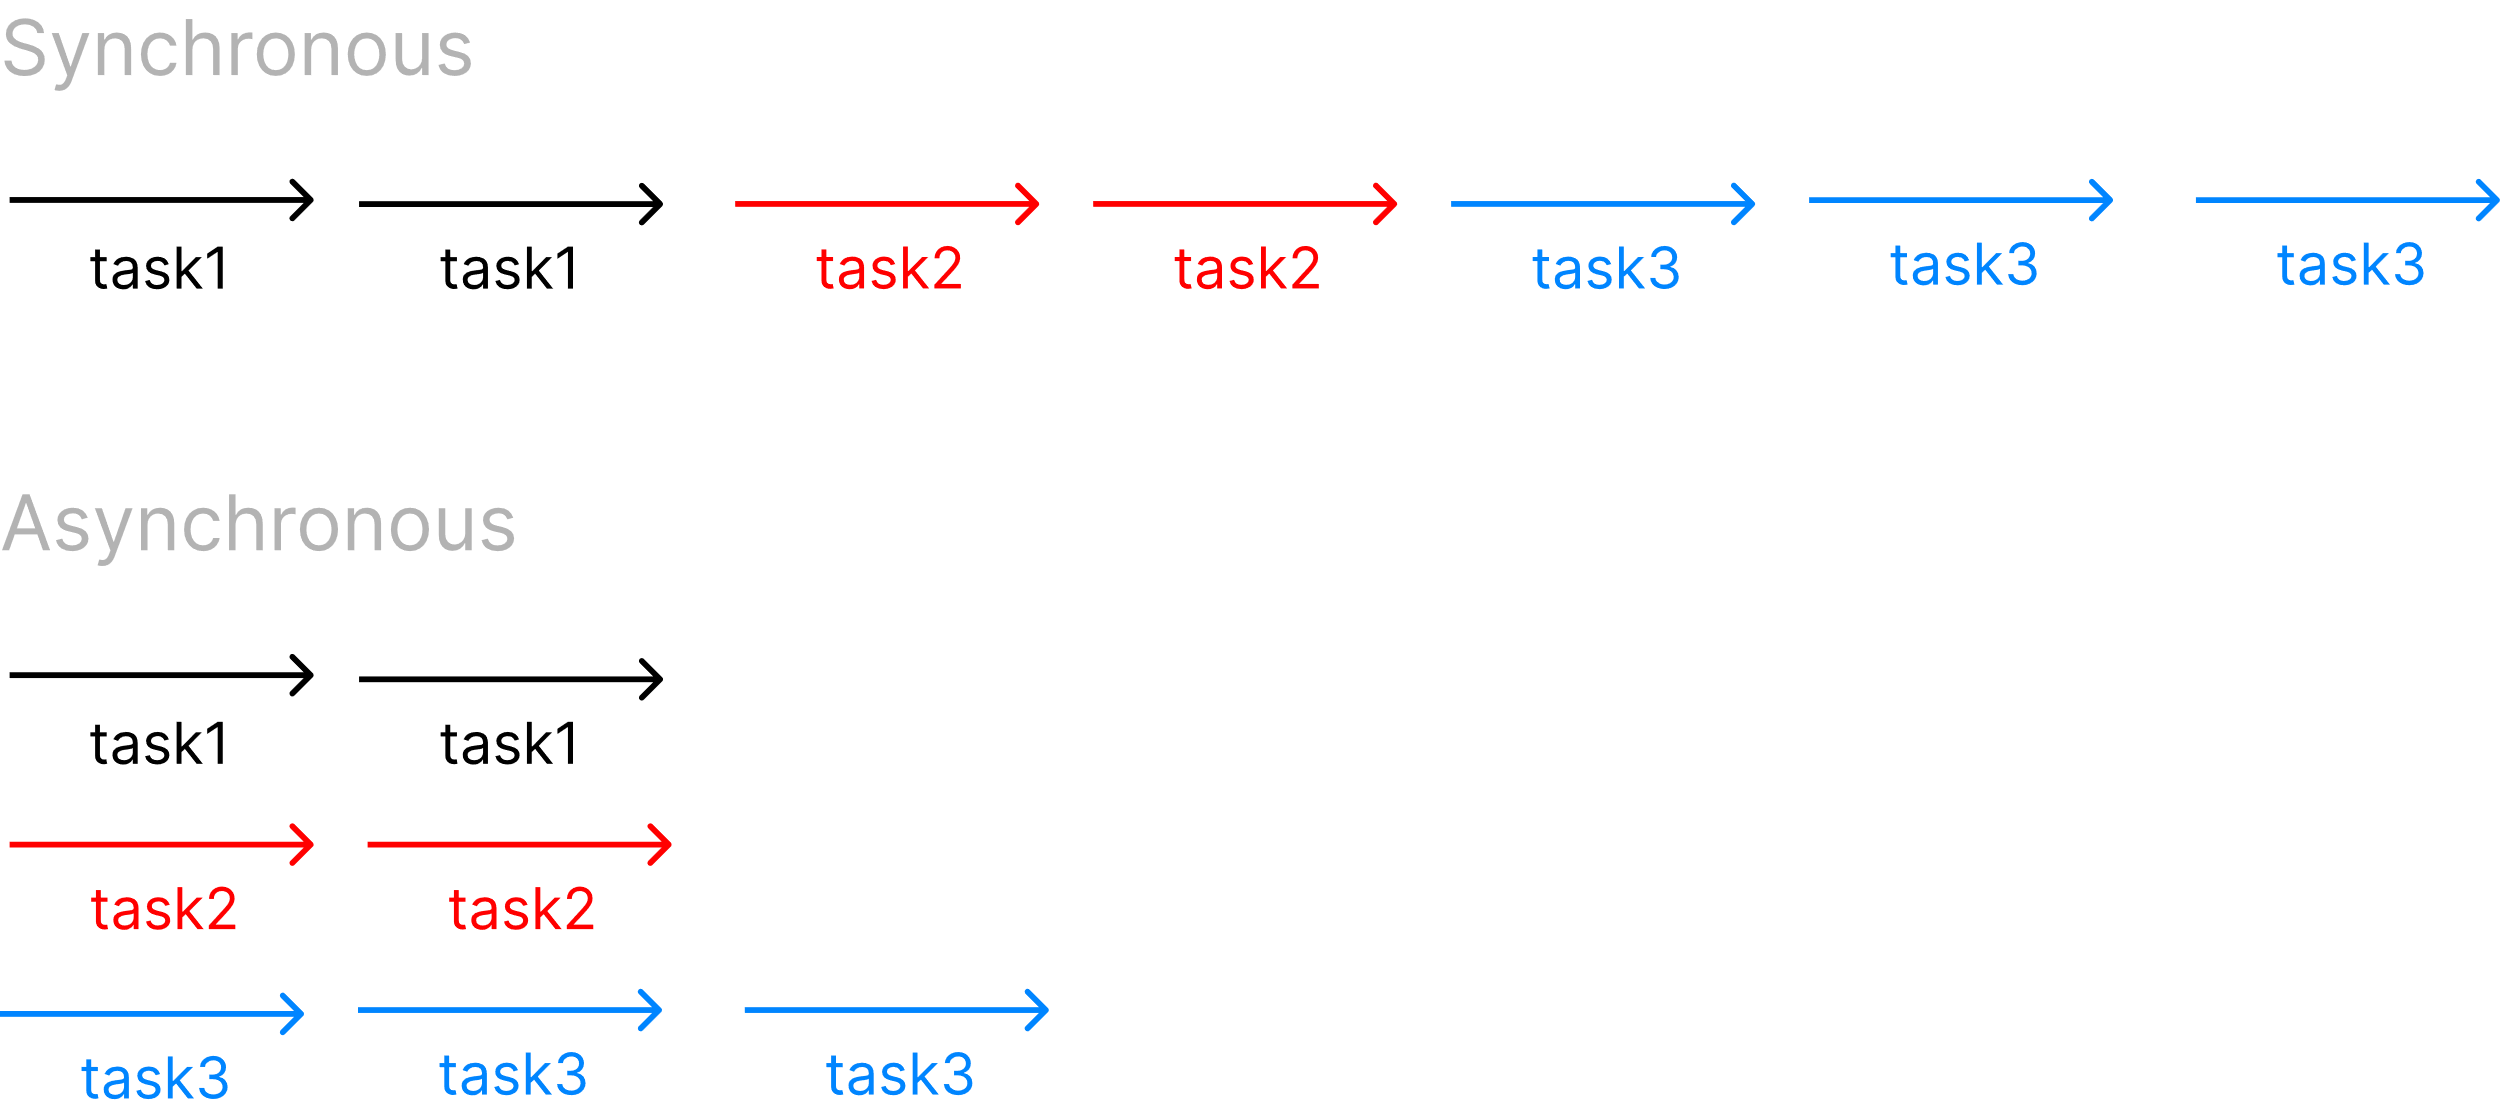 Synchronous
task1 task1 task2 task2 task3 task3 task3
Asynchronous
task1 task1
task2 task2
task3 task3 task3